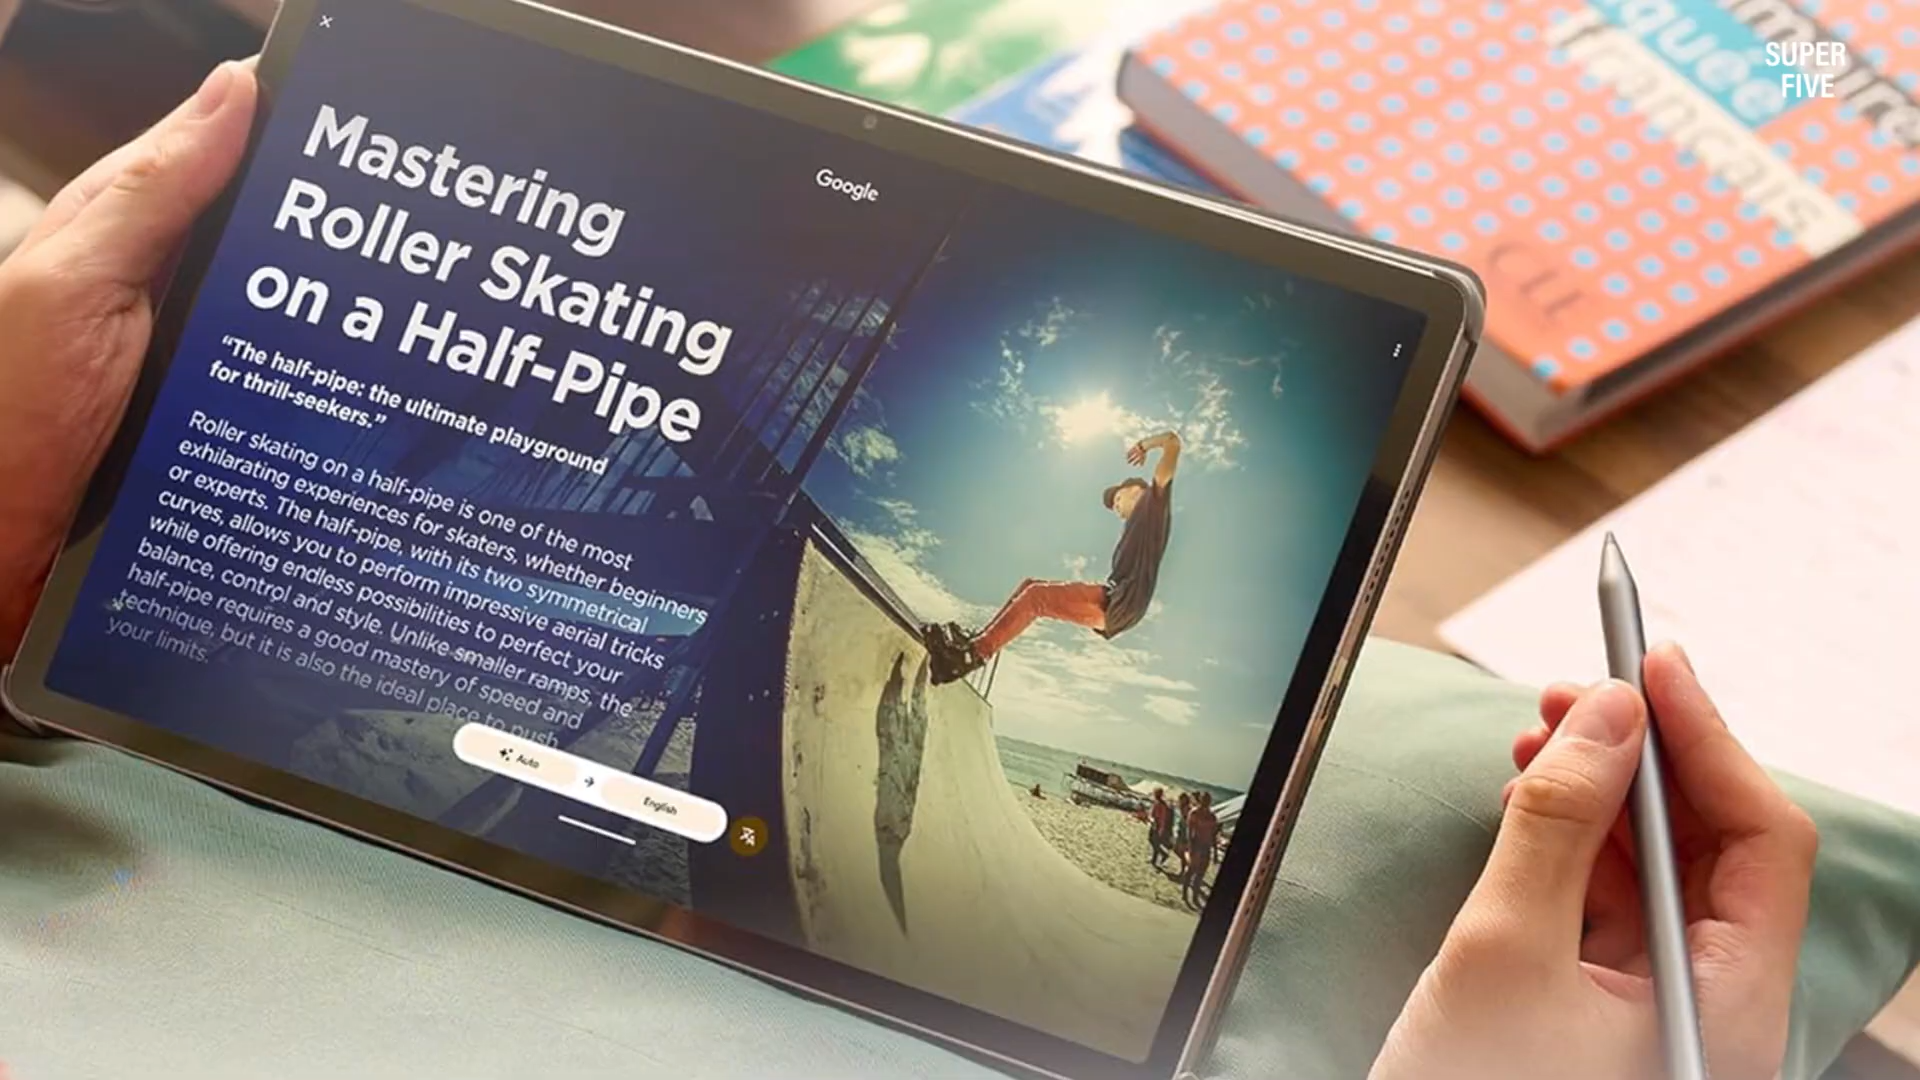 SUPER
FIVE
Google
Mastering
Roller Skating
on a Half-Pipe
“The half-pipe: the ultimate playground
for thrill-seekers.”
Roller skating on a half-pipe is one of the most
exhilarating experiences for skaters, whether beginners
or experts. The half-pipe, with its two symmetrical
curves, allows you to perform impressive aerial tricks
while offering endless possibilities to perfect your
balance, control and style. Unlike smaller ramps, the
half-pipe requires a good mastery of speed and
technique, but it is also the ideal place to push
your limits.
Auto
English
français